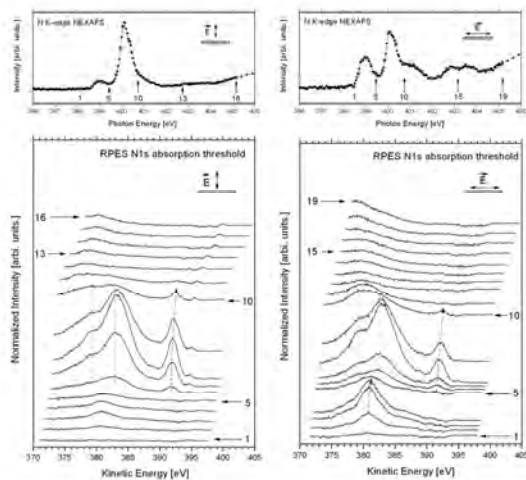 N K-edge NEXAFS
E
Intensity [arbi. units.]
1 5 10 13 16
Photon Energy [eV]
N K-edge NEXAFS
E
Intensity [arbi. units.]
1 5 10 15 19
Photon Energy [eV]
RPES N1s absorption threshold
E
16
13
10
5
1
Normalized Intensity [arbi. units.]
370 375 380 385 390 395 400 405
Kinetic Energy [eV]
RPES N1s absorption threshold
E
19
15
10
5
1
Normalized Intensity [arbi. units.]
370 375 380 385 390 395 400 405
Kinetic Energy [eV]